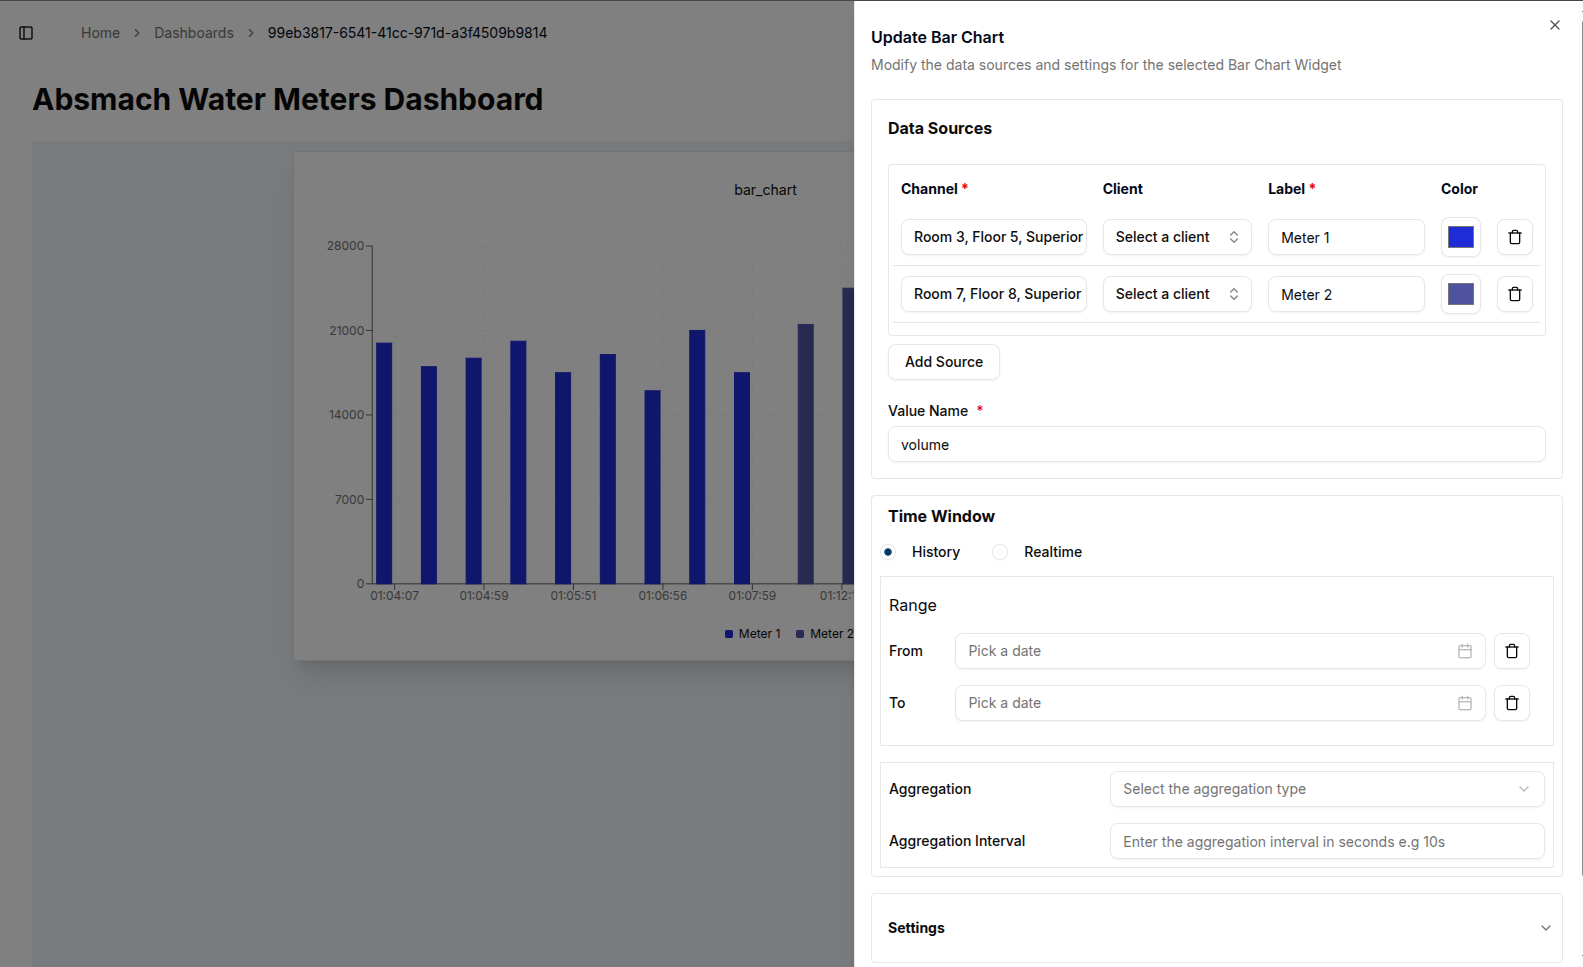 Home > Dashboards > 99eb3817-6541-41cc-971d-a3f4509b9814
Absmach Water Meters Dashboard
bar_chart
28000
21000
14000
7000
0
01:04:07 01:04:59 01:05:51 01:06:56 01:07:59 01:12:
Meter 1 Meter 2
Update Bar Chart
Modify the data sources and settings for the selected Bar Chart Widget
Data Sources
Channel * Client Label * Color
Room 3, Floor 5, Superior Select a client Meter 1
Room 7, Floor 8, Superior Select a client Meter 2
Add Source
Value Name *
volume
Time Window
History Realtime
Range
From Pick a date
To Pick a date
Aggregation Select the aggregation type
Aggregation Interval Enter the aggregation interval in seconds e.g 10s
Settings